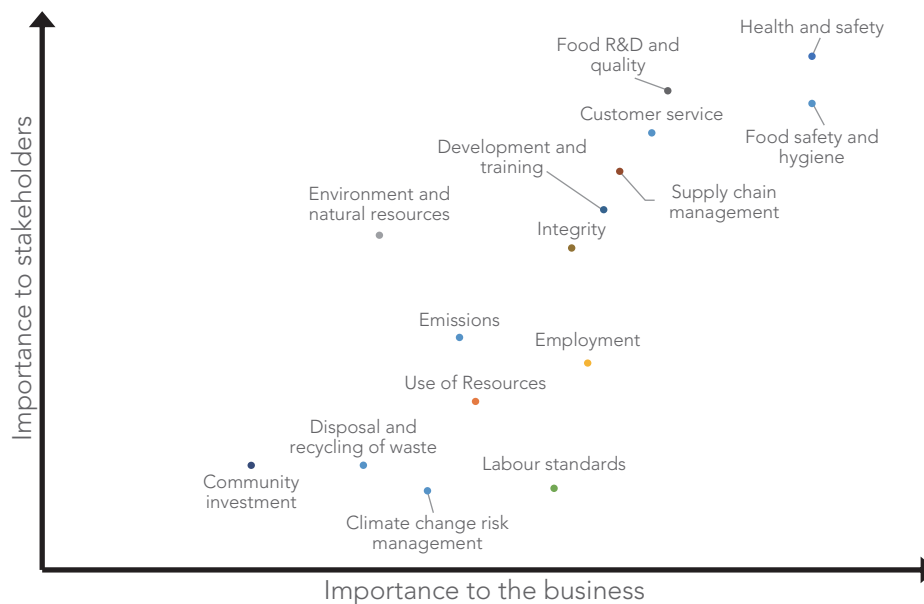 Health and safety
Food R&D and
quality
Customer service
Food safety and
hygiene
Development and
training
Supply chain
management
Environment and
natural resources
Integrity
Importance to stakeholders
Emissions
Employment
Use of Resources
Disposal and
recycling of waste
Labour standards
Community
investment
Climate change risk
management
Importance to the business